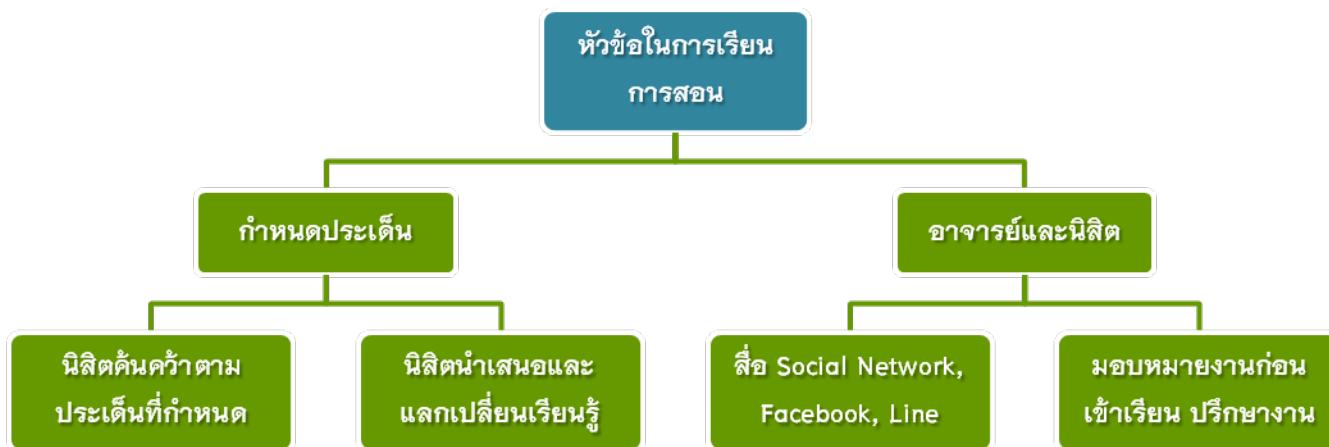 หัวข้อในการเรียน
การสอน
กำหนดประเด็น
อาจารย์และนิสิต
นิสิตค้นคว้าตาม
ประเด็นที่กำหนด
นิสิตนำเสนอและ
แลกเปลี่ยนเรียนรู้
สื่อ Social Network,
Facebook, Line
มอบหมายงานก่อน
เข้าเรียน ปรึกษางาน